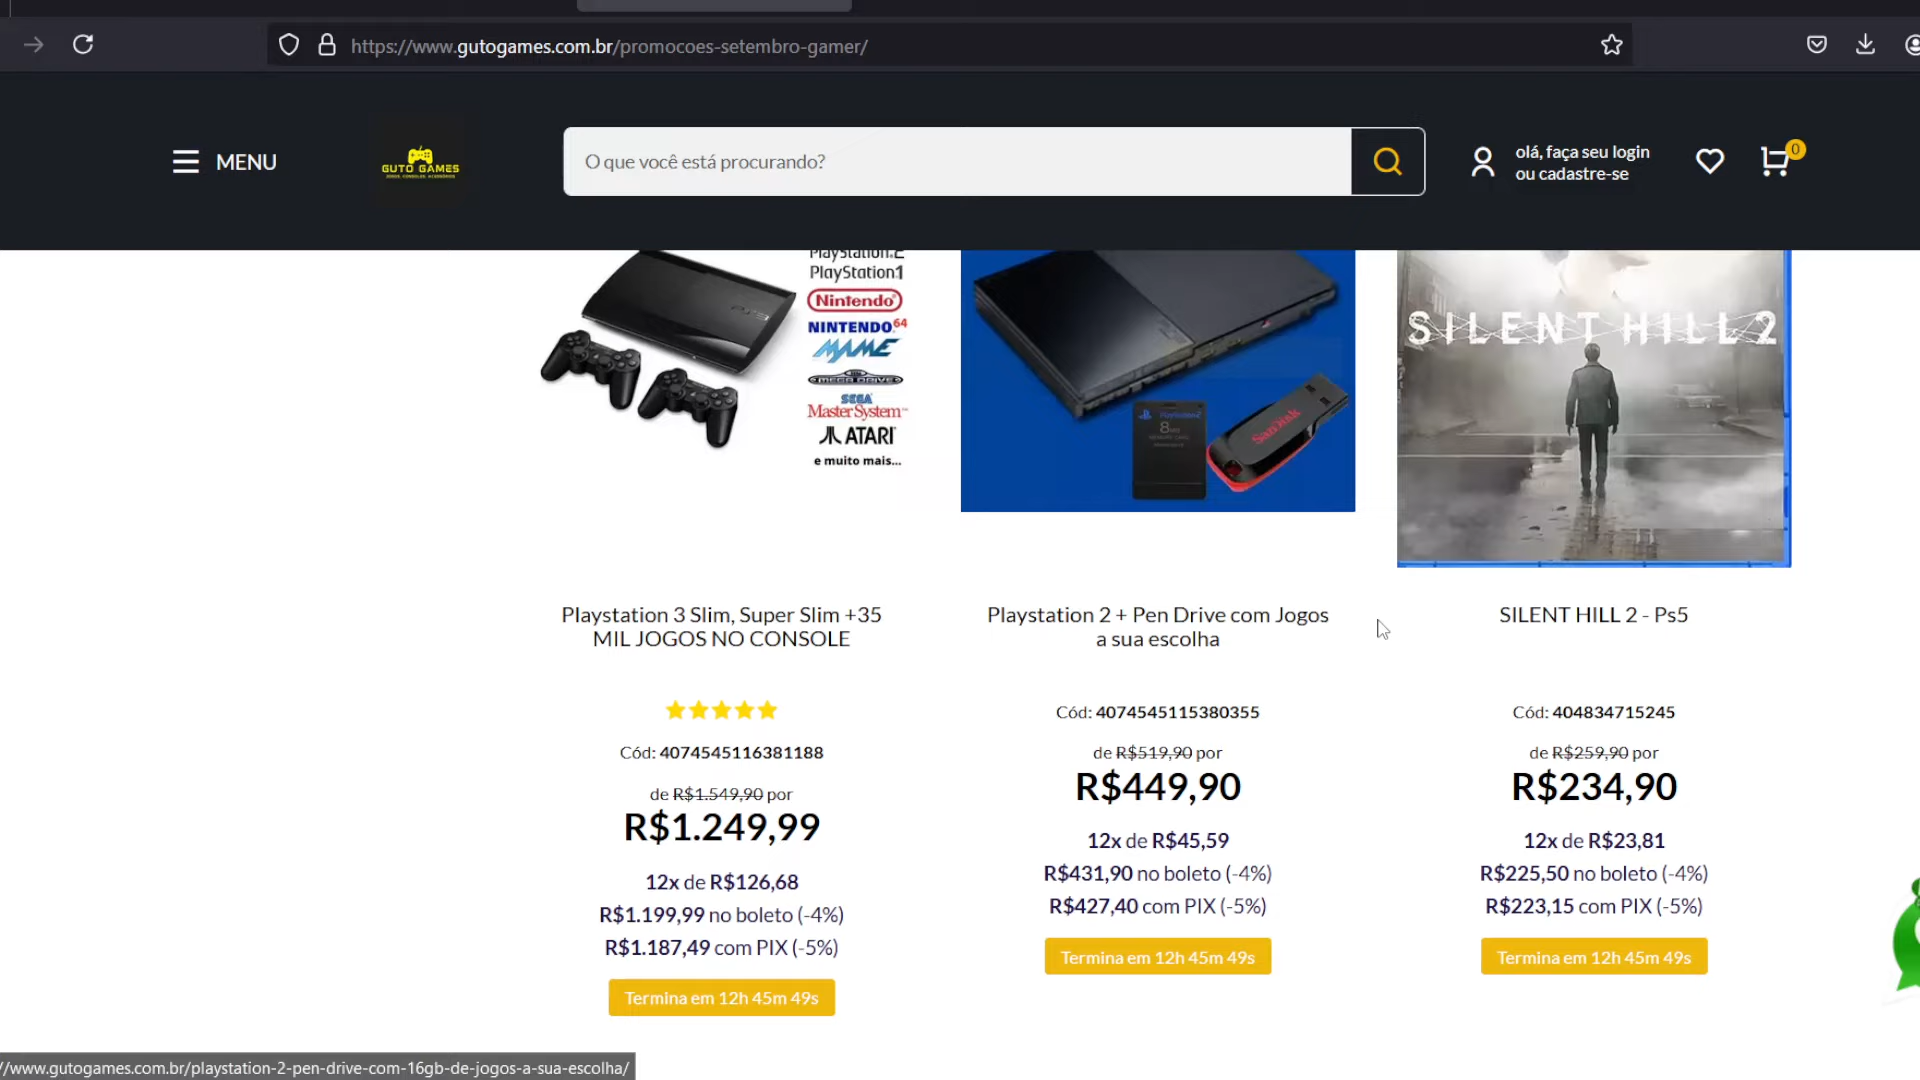 https://www.gutogames.com.br/promocoes-setembro-gamer/
MENU
GUTO GAMES
O que você está procurando?
olá, faça seu login
ou cadastre-se
0
PlayStation 2
PlayStation1
Nintendo
NINTENDO 64
MAME
MEGA DRIVE
SEGA
Master System
ATARI
e muito mais...
PS3
PlayStation 2
8MB
SanDisk
SILENT HILL 2
Playstation 3 Slim, Super Slim +35
MIL JOGOS NO CONSOLE
Cód: 4074545116381188
de R$1.549,90 por
R$1.249,99
12x de R$126,68
R$1.199,99 no boleto (-4%)
R$1.187,49 com PIX (-5%)
Termina em 12h 45m 49s
Playstation 2 + Pen Drive com Jogos
a sua escolha
Cód: 4074545115380355
de R$519,90 por
R$449,90
12x de R$45,59
R$431,90 no boleto (-4%)
R$427,40 com PIX (-5%)
Termina em 12h 45m 49s
SILENT HILL 2 - Ps5
Cód: 404834715245
de R$259,90 por
R$234,90
12x de R$23,81
R$225,50 no boleto (-4%)
R$223,15 com PIX (-5%)
Termina em 12h 45m 49s
//www.gutogames.com.br/playstation-2-pen-drive-com-16gb-de-jogos-a-sua-escolha/